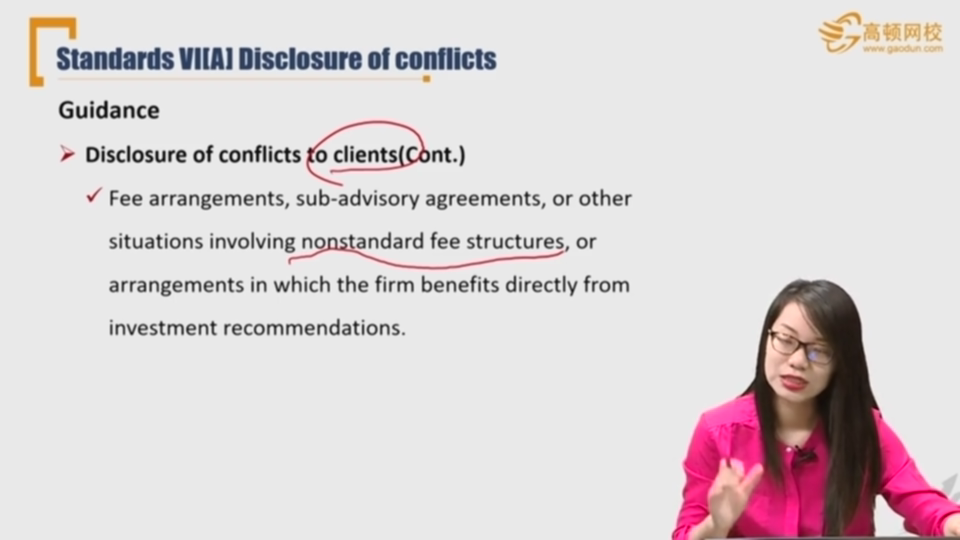 Standards VI[A] Disclosure of conflicts
高顿网校
www.gaodun.com
Guidance
Disclosure of conflicts to clients(Cont.)
Fee arrangements, sub-advisory agreements, or other
situations involving nonstandard fee structures, or
arrangements in which the firm benefits directly from
investment recommendations.